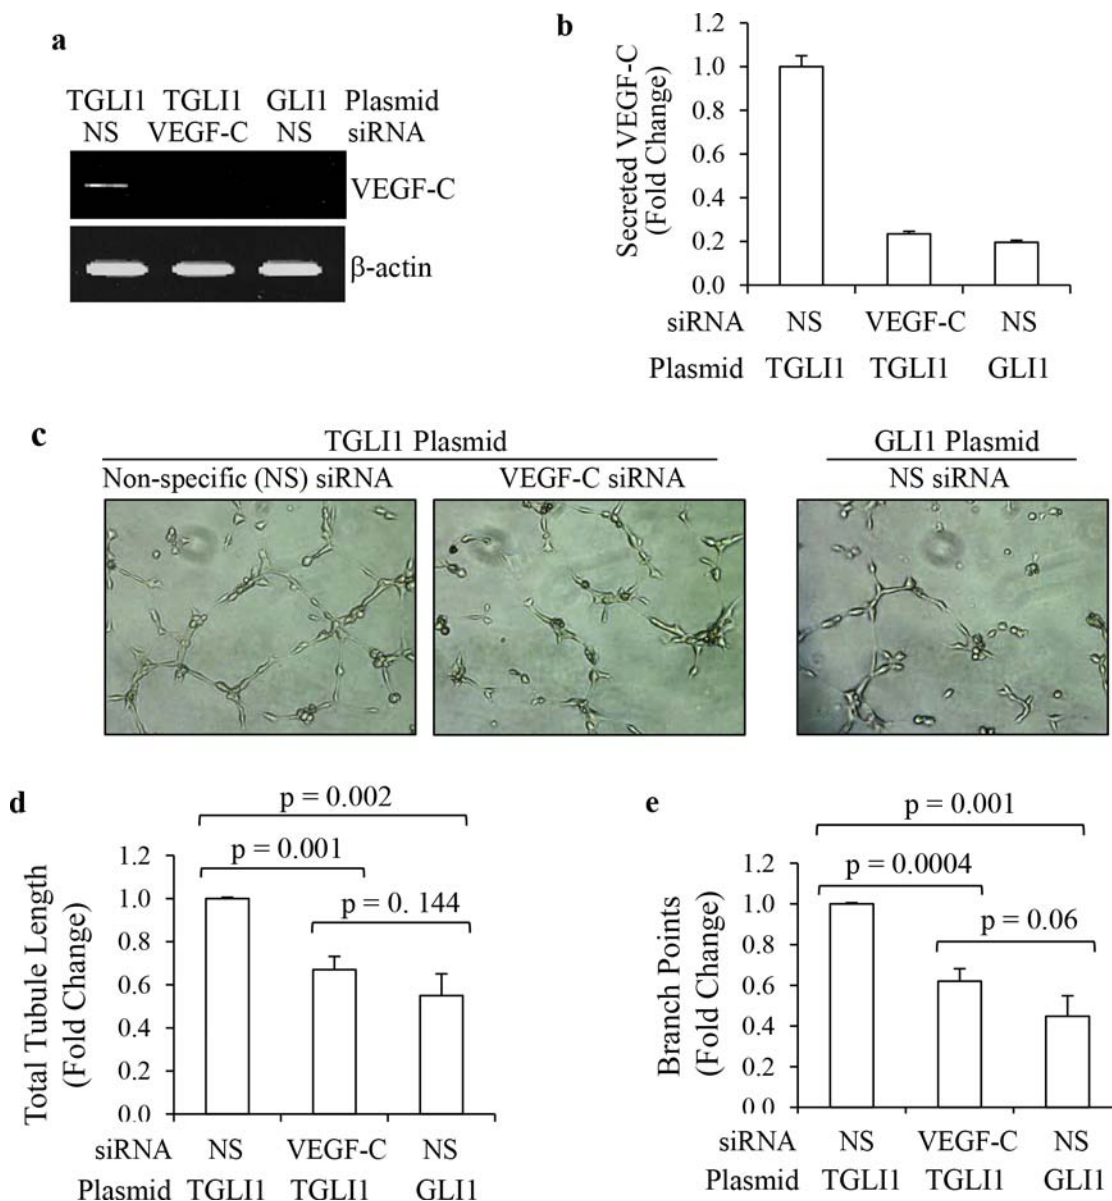 a
TGLI1 TGLI1 GLI1 Plasmid
NS VEGF-C NS siRNA
VEGF-C
β-actin
b
Secreted VEGF-C
(Fold Change)
1.2
1.0
0.8
0.6
0.4
0.2
0.0
siRNA NS VEGF-C NS
Plasmid TGLI1 TGLI1 GLI1
c
TGLI1 Plasmid
GLI1 Plasmid
Non-specific (NS) siRNA
VEGF-C siRNA
NS siRNA
d
p = 0.002
p = 0.001
p = 0. 144
Total Tubule Length
(Fold Change)
1.2
1.0
0.8
0.6
0.4
0.2
0.0
siRNA NS VEGF-C NS
Plasmid TGLI1 TGLI1 GLI1
e
p = 0.001
p = 0.0004
p = 0.06
Branch Points
(Fold Change)
1.2
1.0
0.8
0.6
0.4
0.2
0.0
siRNA NS VEGF-C NS
Plasmid TGLI1 TGLI1 GLI1